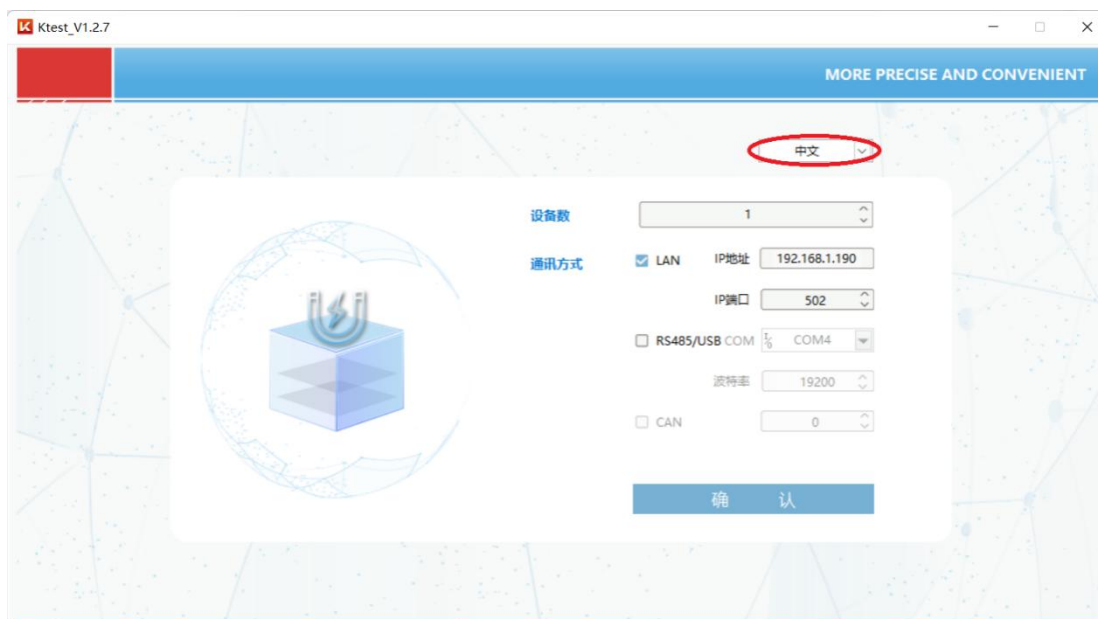 Ktest_V1.2.7
MORE PRECISE AND CONVENIENT
中文
设备数 1
通讯方式 LAN IP地址 192.168.1.190
IP端口 502
RS485/USB COM COM4
波特率 19200
CAN 0
确 认